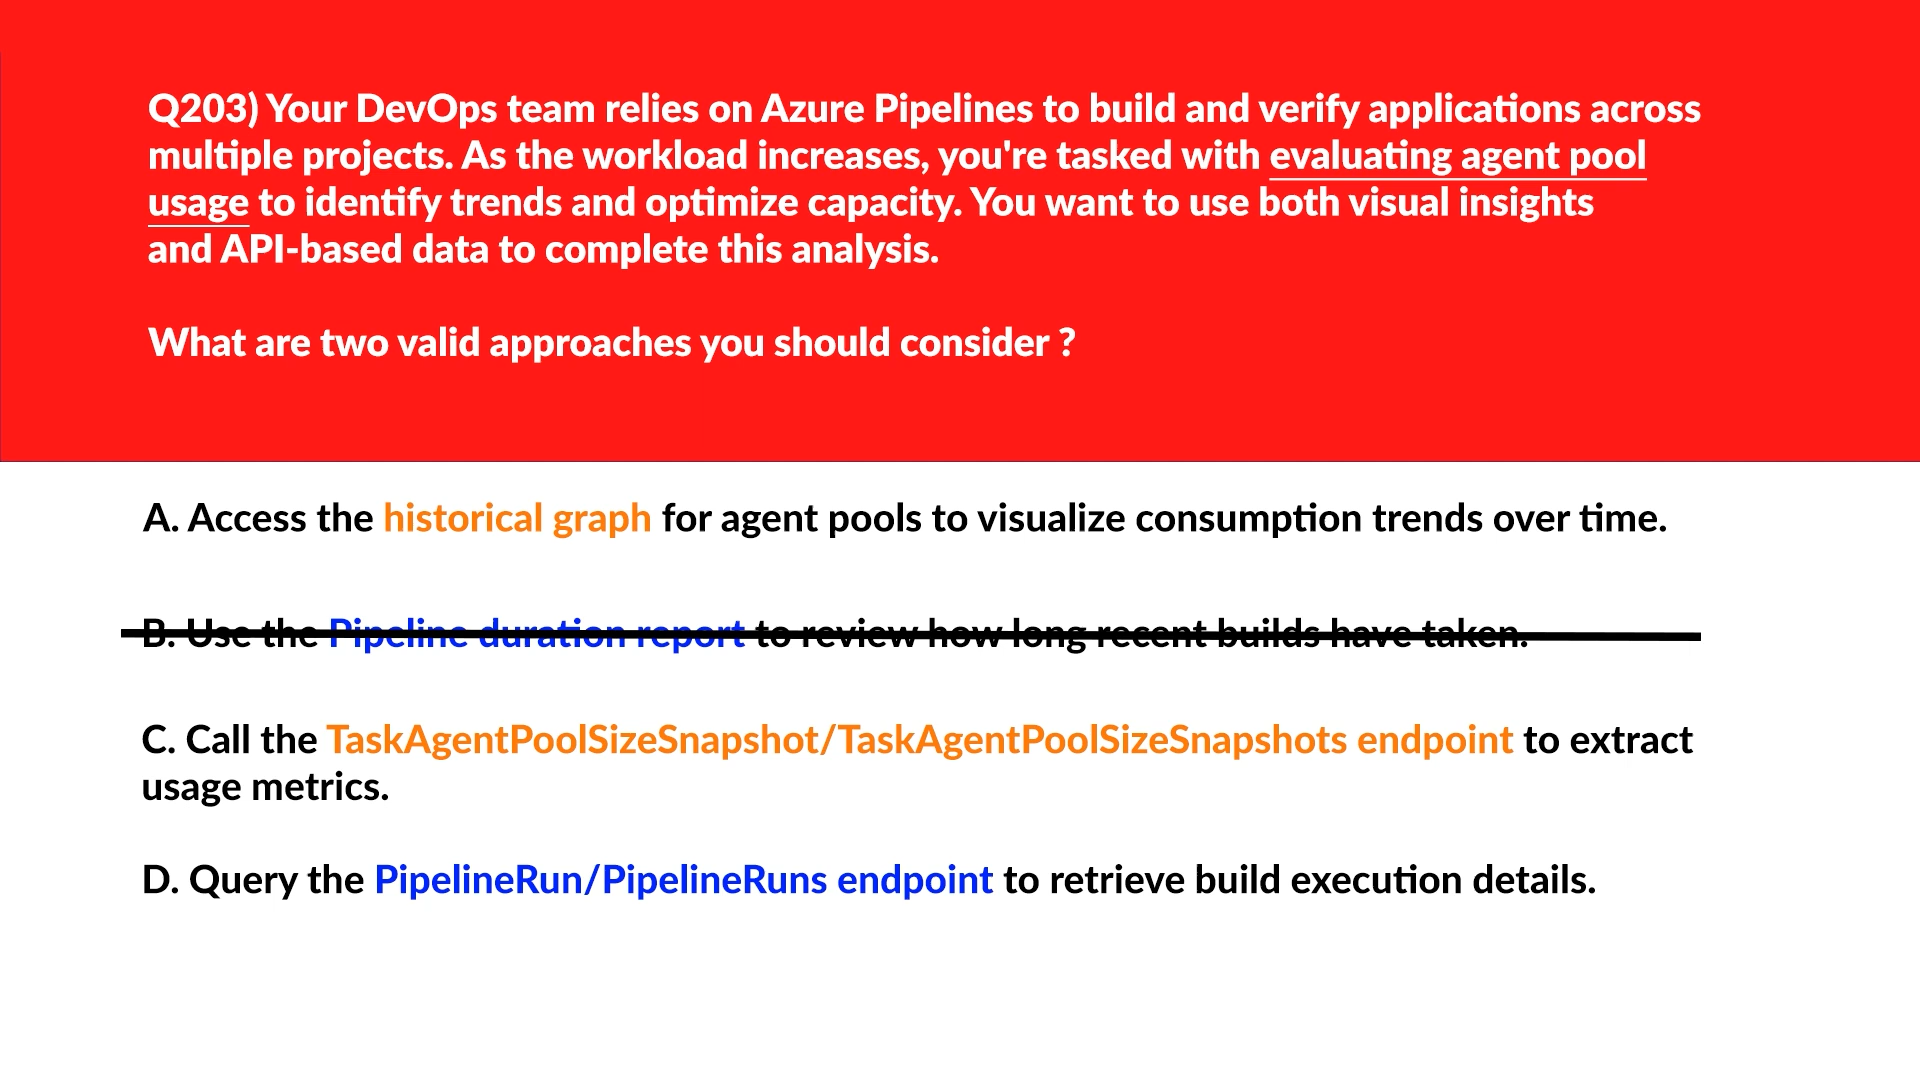 Q203) Your DevOps team relies on Azure Pipelines to build and verify applications across
multiple projects. As the workload increases, you're tasked with evaluating agent pool
usage to identify trends and optimize capacity. You want to use both visual insights
and API-based data to complete this analysis.
What are two valid approaches you should consider ?
A. Access the historical graph for agent pools to visualize consumption trends over time.
B. Use the Pipeline duration report to review how long recent builds have taken.
C. Call the TaskAgentPoolSizeSnapshot/TaskAgentPoolSizeSnapshots endpoint to extract
usage metrics.
D. Query the PipelineRun/PipelineRuns endpoint to retrieve build execution details.